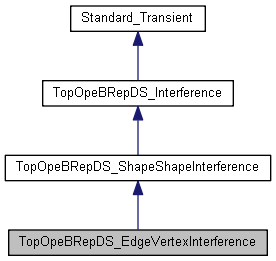 Standard_Transient
TopOpeBRepDS_Interference
TopOpeBRepDS_ShapeShapeInterference
TopOpeBRepDS_EdgeVertexInterference